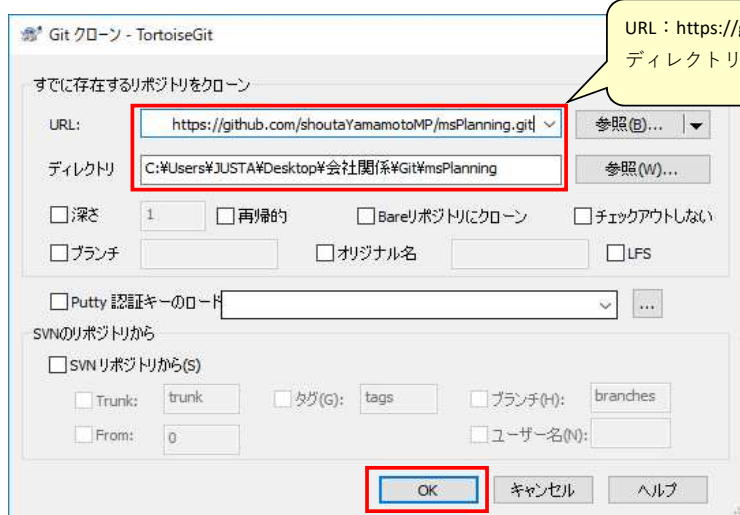 Git クローン - TortoiseGit
URL：https://g
ディレクトリ
すでに存在するリポジトリをクローン
URL: https://github.com/shoutaYamamotoMP/msPlanning.git 参照(B)...
ディレクトリ C:¥Users¥JUSTA¥Desktop¥会社関係¥Git¥msPlanning 参照(W)...
深さ 1 再帰的 Bareリポジトリにクローン チェックアウトしない
ブランチ オリジナル名 LFS
Putty 認証キーのロード ...
SVNのリポジトリから
SVN リポジトリから(S)
Trunk: trunk タグ(G): tags ブランチ(H): branches
From: 0 ユーザー名(N):
OK キャンセル ヘルプ